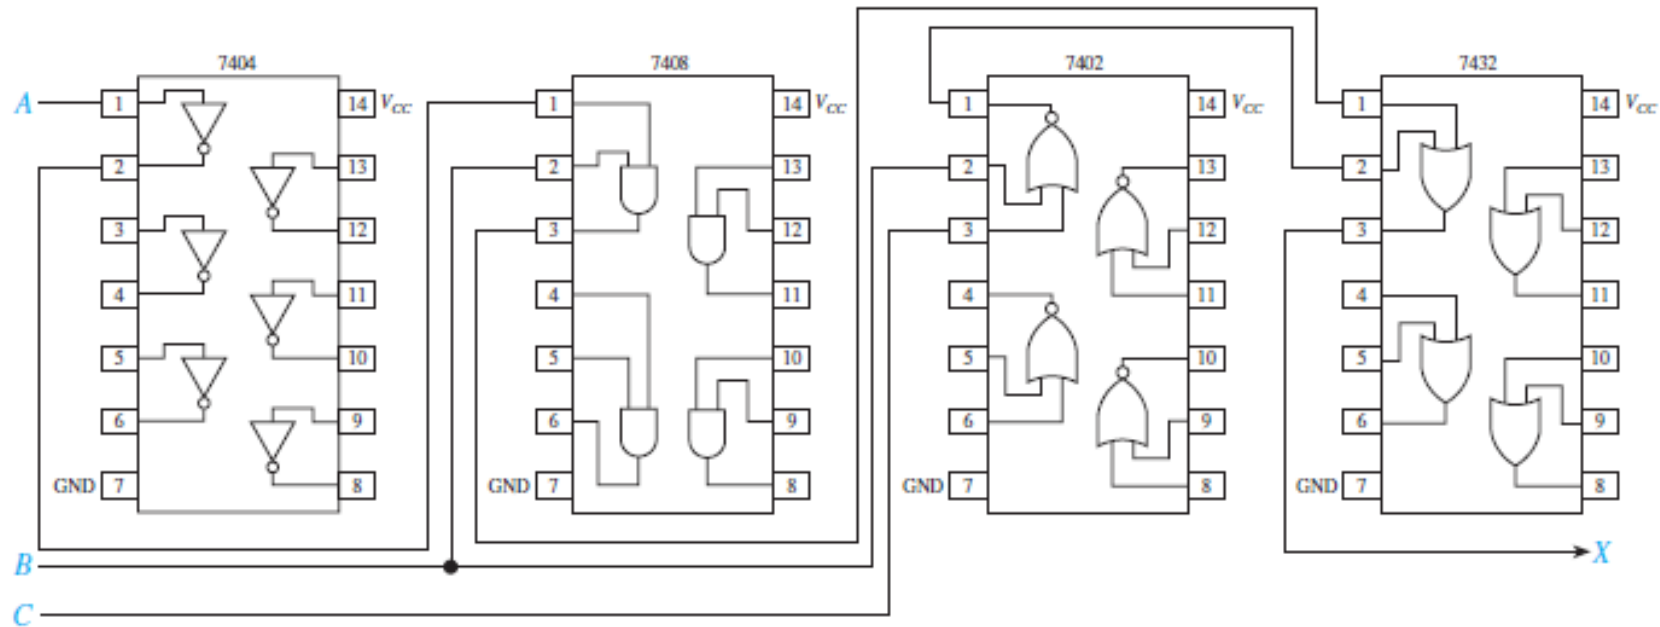 7404 7408 7402 7432
A 1 14 VCC 1 14 VCC 1 14 VCC 1 14 VCC
2 13 2 13 2 13 2 13
3 12 3 12 3 12 3 12
4 11 4 11 4 11 4 11
5 10 5 10 5 10 5 10
6 9 6 9 6 9 6 9
GND 7 8 GND 7 8 GND 7 8 GND 7 8
X
B
C